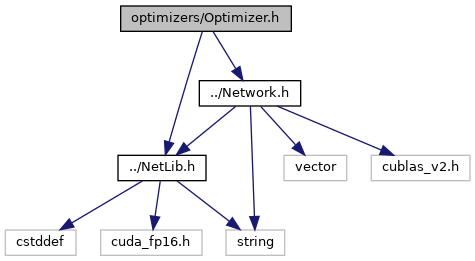 optimizers/Optimizer.h
../Network.h
../NetLib.h
vector
cublas_v2.h
cstddef
cuda_fp16.h
string